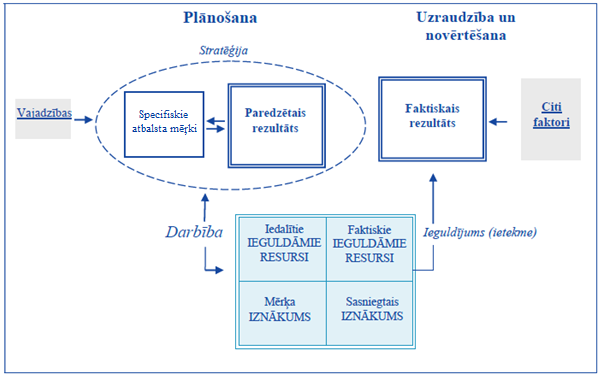 Plānošana
Uzraudzība un
novērtēšana
Stratēģija
Vajadzības
Specifiskie
atbalsta mērķi
Paredzētais
rezultāts
Faktiskais
rezultāts
Citi
faktori
Darbība
Iedalītie
IEGULDĀMIE
RESURSI
Faktiskie
IEGULDĀMIE
RESURSI
Ieguldījums (ietekme)
Mērķa
IZNĀKUMS
Sasniegtais
IZNĀKUMS